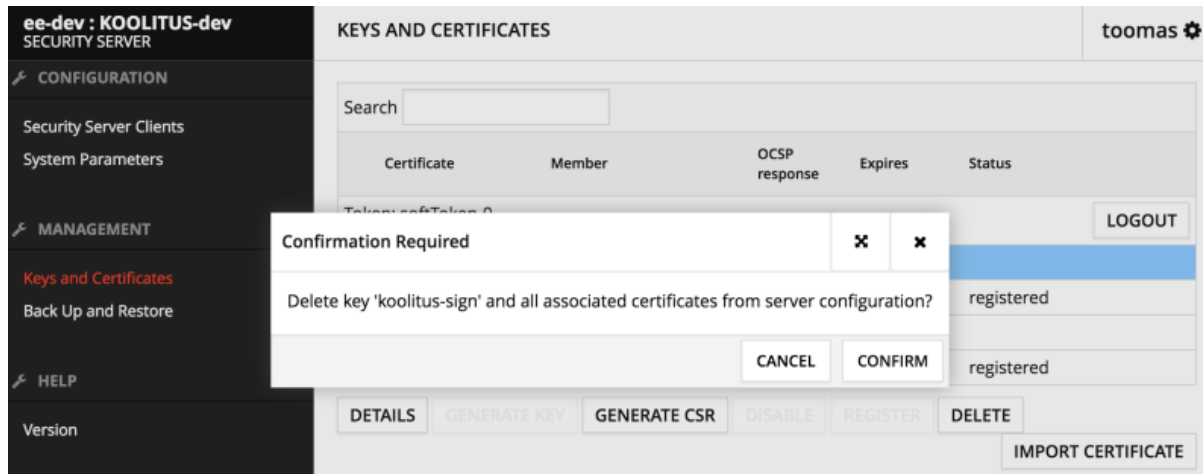 ee-dev : KOOLITUS-dev
SECURITY SERVER
KEYS AND CERTIFICATES
toomas
CONFIGURATION
Search
Security Server Clients
System Parameters
Certificate
Member
OCSP
response
Expires
Status
Token: softToken-0
LOGOUT
MANAGEMENT
Confirmation Required
Keys and Certificates
Delete key 'koolitus-sign' and all associated certificates from server configuration?
registered
Back Up and Restore
CANCEL
CONFIRM
registered
HELP
DETAILS
GENERATE KEY
GENERATE CSR
DISABLE
REGISTER
DELETE
Version
IMPORT CERTIFICATE